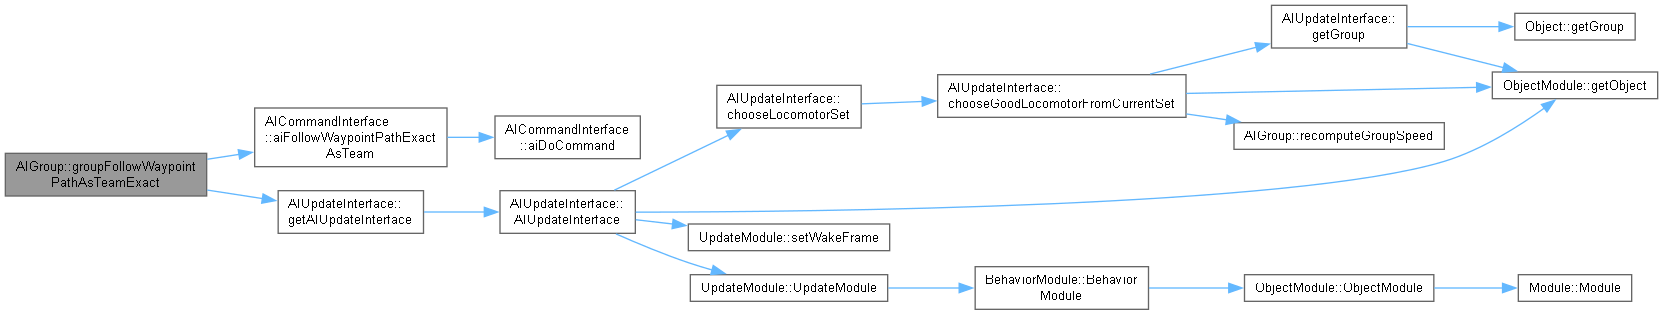 AIGroup::groupFollowWaypoint
PathAsTeamExact
AICommandInterface
::aiFollowWaypointPathExact
AsTeam
AICommandInterface
::aiDoCommand
AIUpdateInterface::
getAIUpdateInterface
AIUpdateInterface::
AIUpdateInterface
AIUpdateInterface::
chooseLocomotorSet
AIUpdateInterface::
chooseGoodLocomotorFromCurrentSet
AIUpdateInterface::
getGroup
Object::getGroup
ObjectModule::getObject
AIGroup::recomputeGroupSpeed
UpdateModule::setWakeFrame
UpdateModule::UpdateModule
BehaviorModule::Behavior
Module
ObjectModule::ObjectModule
Module::Module